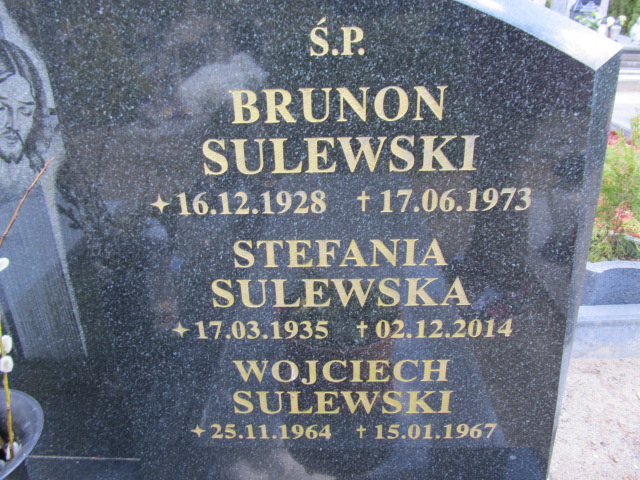 Ś.P.
BRUNON
SULEWSKI
✦16.12.1928 ✝17.06.1973
STEFANIA
SULEWSKA
✦17.03.1935 ✝02.12.2014
WOJCIECH
SULEWSKI
✦25.11.1964 ✝15.01.1967